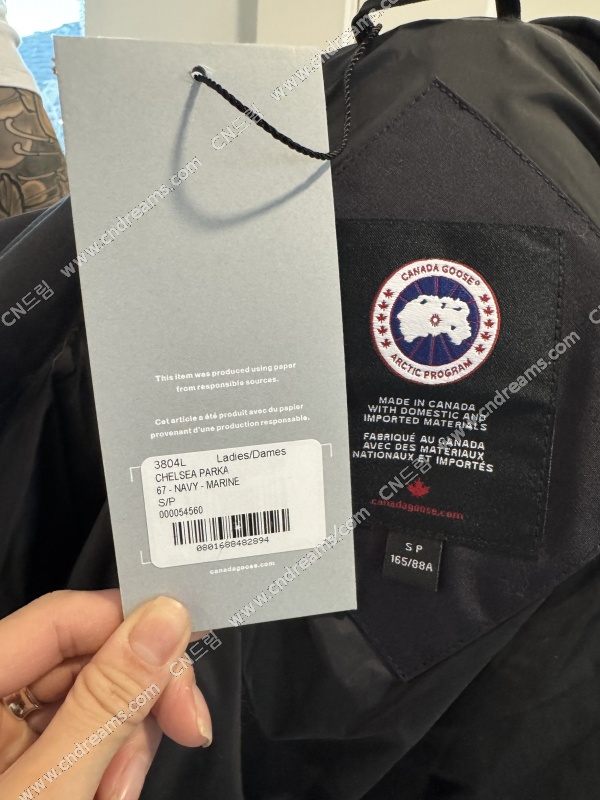 This item was produced using paper
from responsible sources.
Cet article a été produit avec du papier
provenant d'une production responsable.
3804L Ladies/Dames
CHELSEA PARKA
67 - NAVY - MARINE
S/P
000054560
0801688482894
canadagoose.com
CANADA GOOSE®
ARCTIC PROGRAM
MADE IN CANADA
WITH DOMESTIC AND
IMPORTED MATERIALS
FABRIQUÉ AU CANADA
AVEC DES MATERIAUX
NATIONAUX ET IMPORTÉS
canadagoose.com
S P
165/88A
CN드림 www.cndreams.com